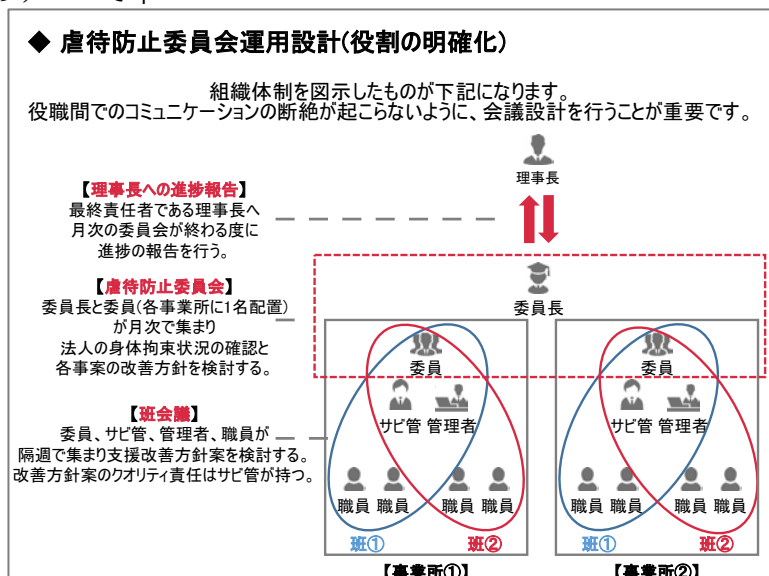 ◆ 虐待防止委員会運用設計(役割の明確化)
組織体制を図示したものが下記になります。
役職間でのコミュニケーションの断絶が起こらないように、会議設計を行うことが重要です。
理事長
【理事長への進捗報告】
最終責任者である理事長へ
月次の委員会が終わる度に
進捗の報告を行う。
委員長
【虐待防止委員会】
委員長と委員(各事業所に1名配置)
が月次で集まり
法人の身体拘束状況の確認と
各事案の改善方針を検討する。
委員 委員
サビ管 管理者 サビ管 管理者
【班会議】
委員、サビ管、管理者、職員が
隔週で集まり支援改善方針案を検討する。
改善方針案のクオリティ責任はサビ管が持つ。
職員 職員 職員 職員 職員 職員 職員 職員
班① 班② 班① 班②
【事業所①】 【事業所②】